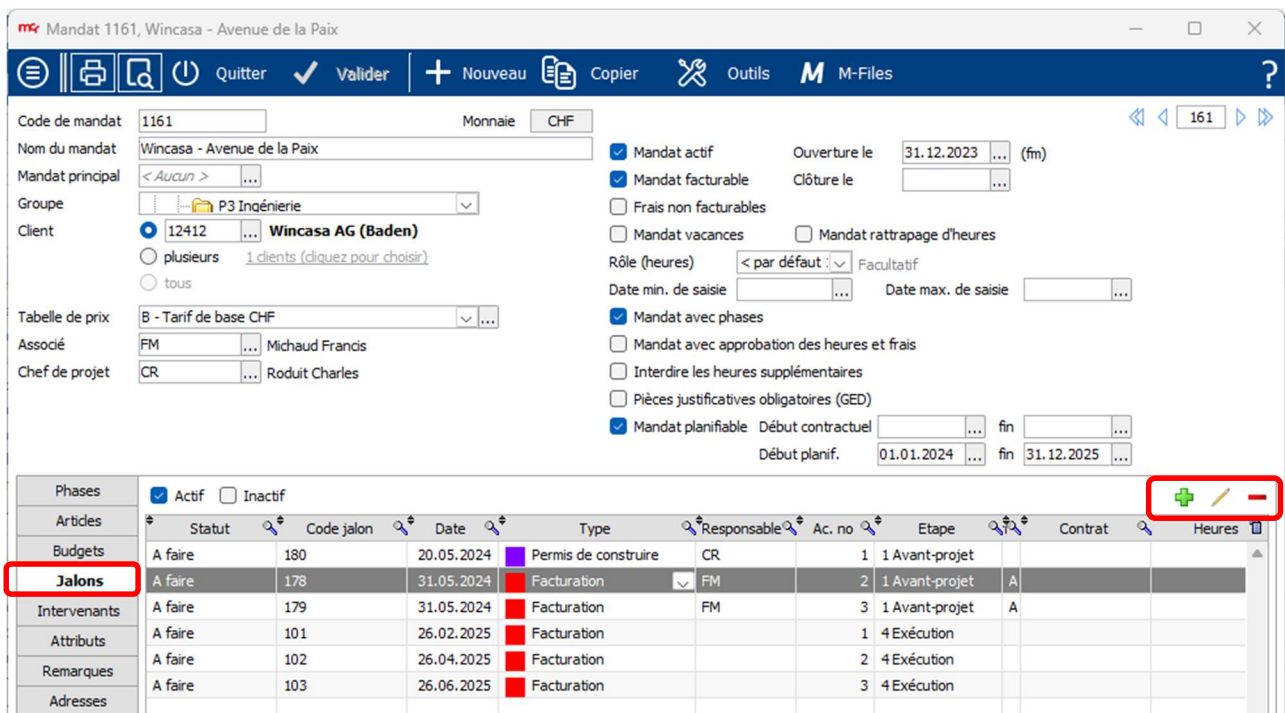 mcr Mandat 1161, Wincasa - Avenue de la Paix
Quitter Valider Nouveau Copier Outils M M-Files ?
Code de mandat 1161 Monnaie CHF
161
Nom du mandat Wincasa - Avenue de la Paix
Mandat actif Ouverture le 31.12.2023 ... (fm)
Mandat principal < Aucun > ...
Mandat facturable Clôture le ...
Groupe P3 Ingénierie
Frais non facturables
Client 12412 ... Wincasa AG (Baden)
Mandat vacances Mandat rattrapage d'heures
plusieurs 1 clients (cliquez pour choisir)
Rôle (heures) < par défaut : Facultatif
tous
Date min. de saisie ... Date max. de saisie ...
Tabelle de prix B - Tarif de base CHF ...
Mandat avec phases
Associé FM ... Michaud Francis
Mandat avec approbation des heures et frais
Chef de projet CR ... Roduit Charles
Interdire les heures supplémentaires
Pièces justificatives obligatoires (GED)
Mandat planifiable Début contractuel ... fin ...
Début planif. 01.01.2024 ... fin 31.12.2025 ...
Phases
Articles
Budgets
Jalons
Intervenants
Attributs
Remarques
Adresses
Actif Inactif
Statut Code jalon Date Type Responsable Ac. no Etape Contrat Heures
A faire 180 20.05.2024 Permis de construire CR 1 1 Avant-projet
A faire 178 31.05.2024 Facturation FM 2 1 Avant-projet A
A faire 179 31.05.2024 Facturation FM 3 1 Avant-projet A
A faire 101 26.02.2025 Facturation 1 4 Exécution
A faire 102 26.04.2025 Facturation 2 4 Exécution
A faire 103 26.06.2025 Facturation 3 4 Exécution